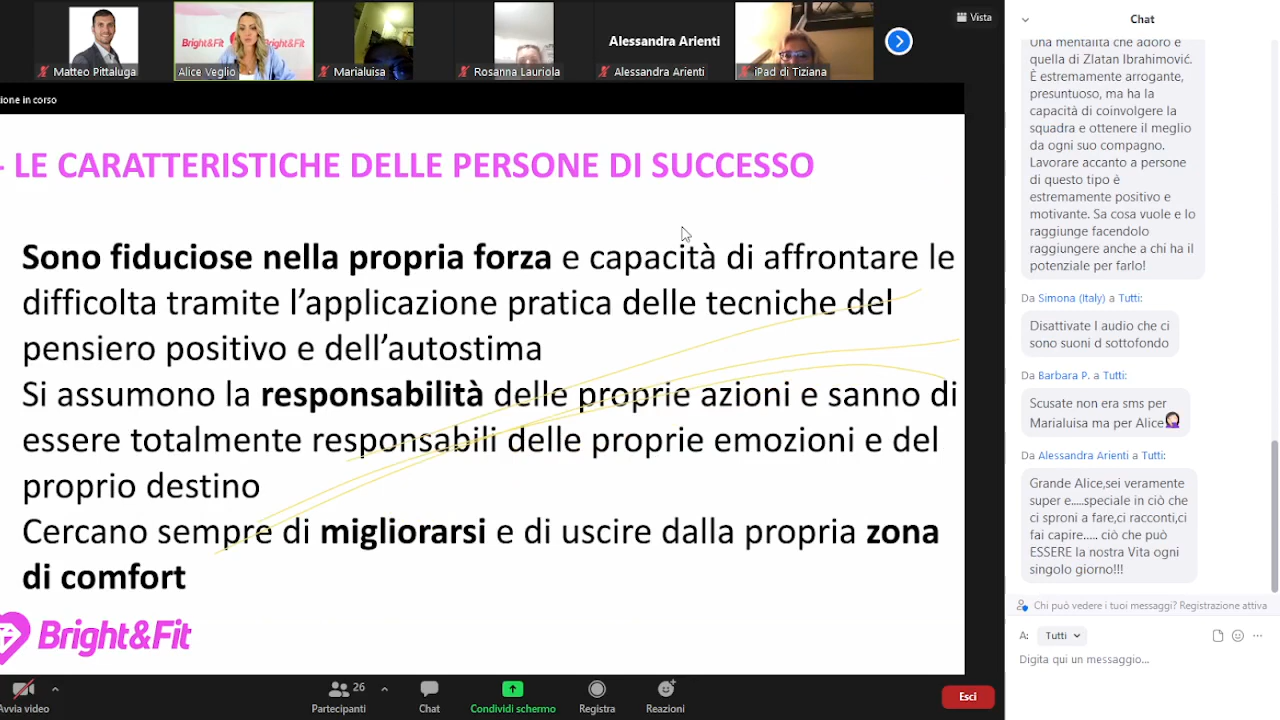 Alessandra Arienti
Matteo Pittaluga
Alice Veglio
Marialuisa
Rosanna Lauriola
Alessandra Arienti
iPad di Tiziana
Bright&Fit
Vista
ione in corso
- LE CARATTERISTICHE DELLE PERSONE DI SUCCESSO
Sono fiduciose nella propria forza e capacità di affrontare le
difficolta tramite l’applicazione pratica delle tecniche del
pensiero positivo e dell’autostima
Si assumono la responsabilità delle proprie azioni e sanno di
essere totalmente responsabili delle proprie emozioni e del
proprio destino
Cercano sempre di migliorarsi e di uscire dalla propria zona
di comfort
Bright&Fit
Avvia video
26
Partecipanti
Chat
Condividi schermo
Registra
Reazioni
Esci
Chat
Una mentalità che adoro è
quella di Zlatan Ibrahimović.
È estremamente arrogante,
presuntuoso, ma ha la
capacità di coinvolgere la
squadra e ottenere il meglio
da ogni suo compagno.
Lavorare accanto a persone
di questo tipo è
estremamente positivo e
motivante. Sa cosa vuole e lo
raggiunge facendolo
raggiungere anche a chi ha il
potenziale per farlo!
Da Simona (Italy) a Tutti:
Disattivate l audio che ci
sono suoni d sottofondo
Da Barbara P. a Tutti:
Scusate non era sms per
Marialuisa ma per Alice🤦🏻‍♀️
Da Alessandra Arienti a Tutti:
Grande Alice,sei veramente
super e.....speciale in ciò che
ci sproni a fare,ci racconti,ci
fai capire..... ciò che può
ESSERE la nostra Vita ogni
singolo giorno!!!
Chi può vedere i tuoi messaggi? Registrazione attiva
A: Tutti
Digita qui un messaggio...